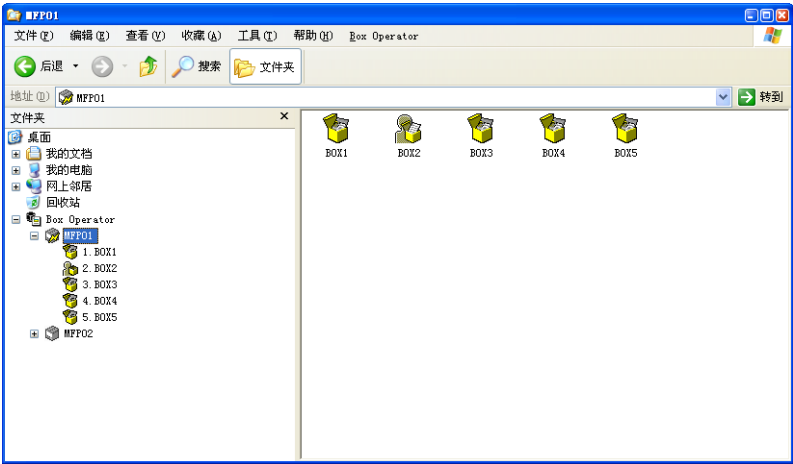 MFP01
文件(F) 编辑(E) 查看(V) 收藏(A) 工具(T) 帮助(H) Box Operator
后退 搜索 文件夹
地址(D) MFP01 转到
文件夹
桌面
我的文档
我的电脑
网上邻居
回收站
Box Operator
MFP01
1. BOX1
2. BOX2
3. BOX3
4. BOX4
5. BOX5
MFP02
BOX1 BOX2 BOX3 BOX4 BOX5